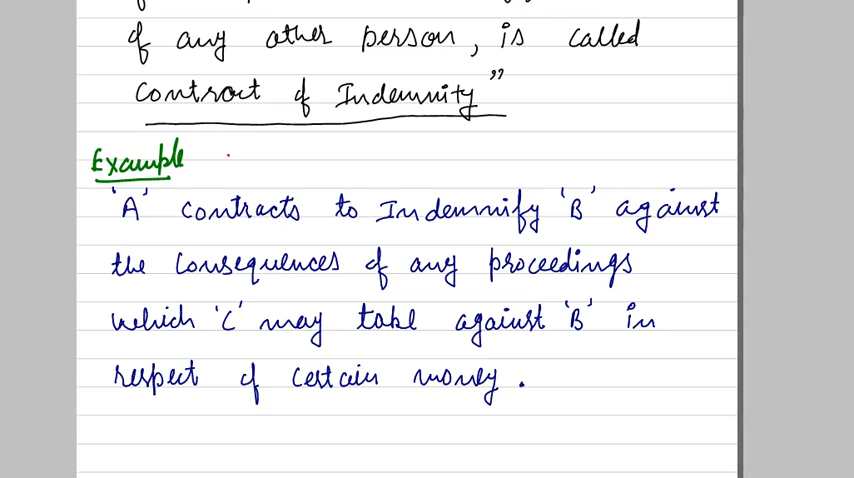 of any other person, is called
Contract of Indemnity”
Example
'A' contracts to Indemnify 'B' against
the Consequences of any proceedings
which 'C' may take against 'B' in
respect of certain money.